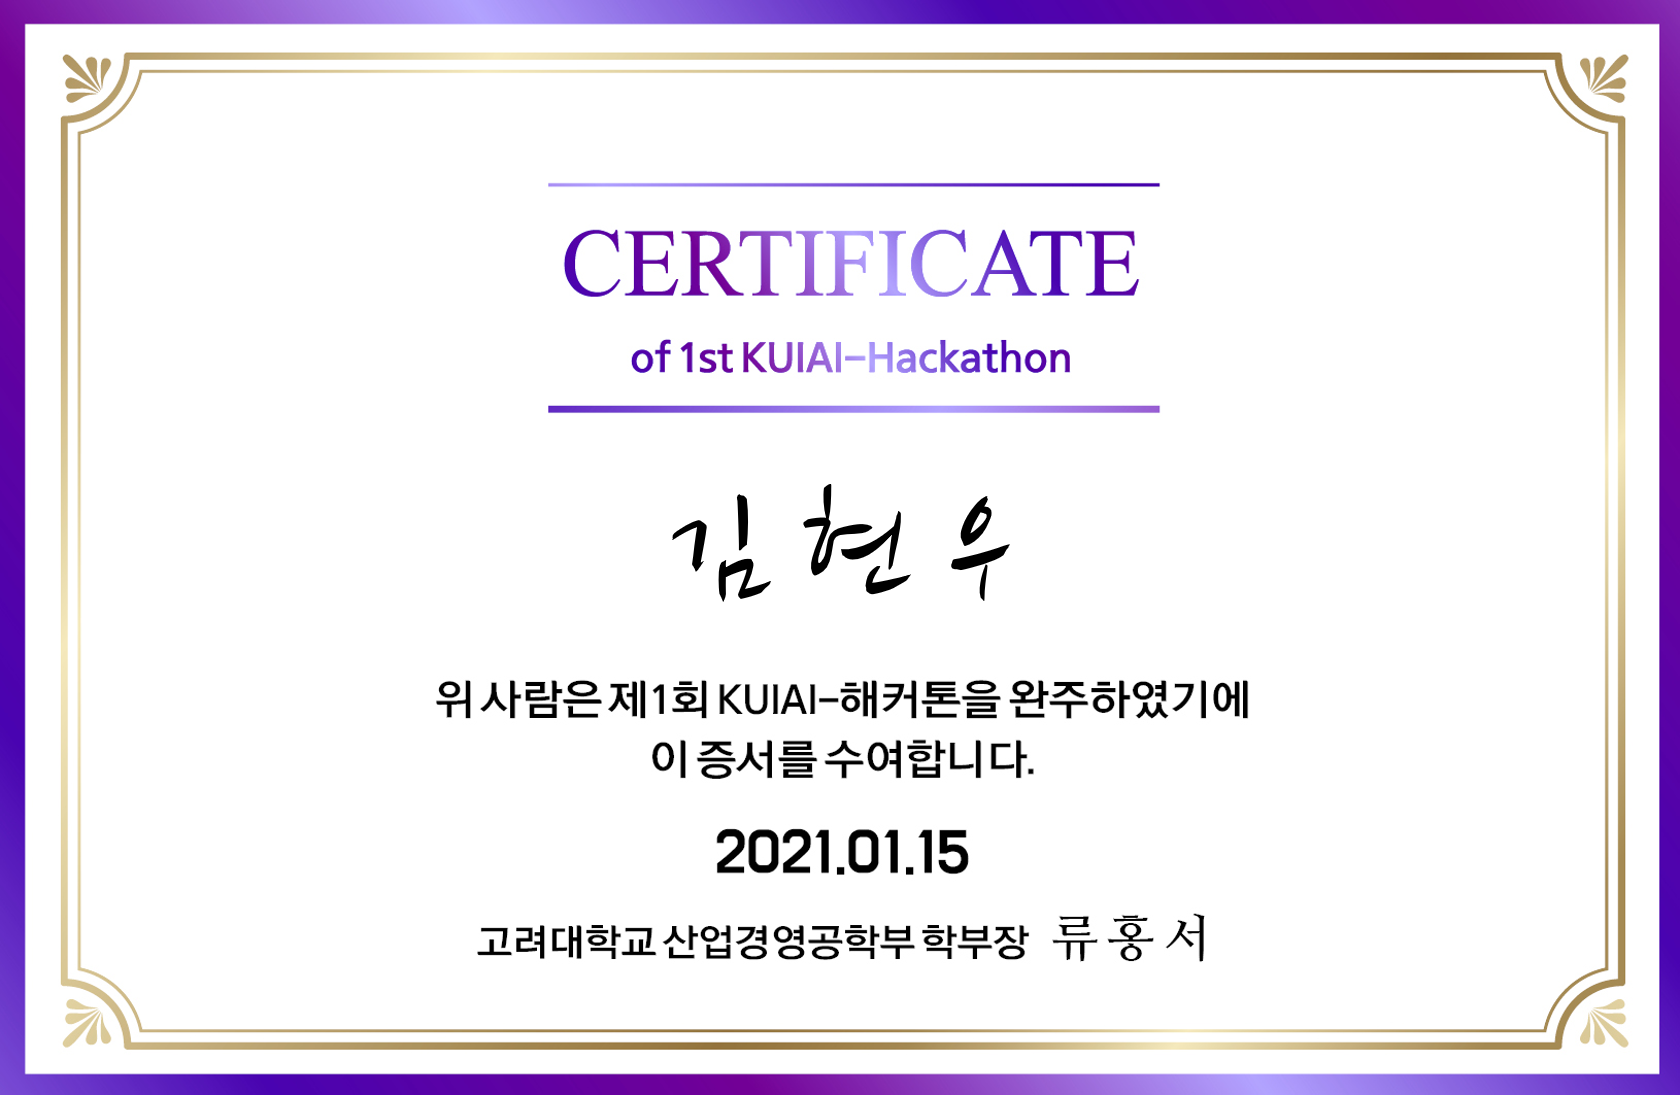 CERTIFICATE
of 1st KUIAI-Hackathon
김현우
위 사람은 제1회 KUIAI-해커톤을 완주하였기에
이 증서를 수여합니다.
2021.01.15
고려대학교 산업경영공학부 학부장 류홍서